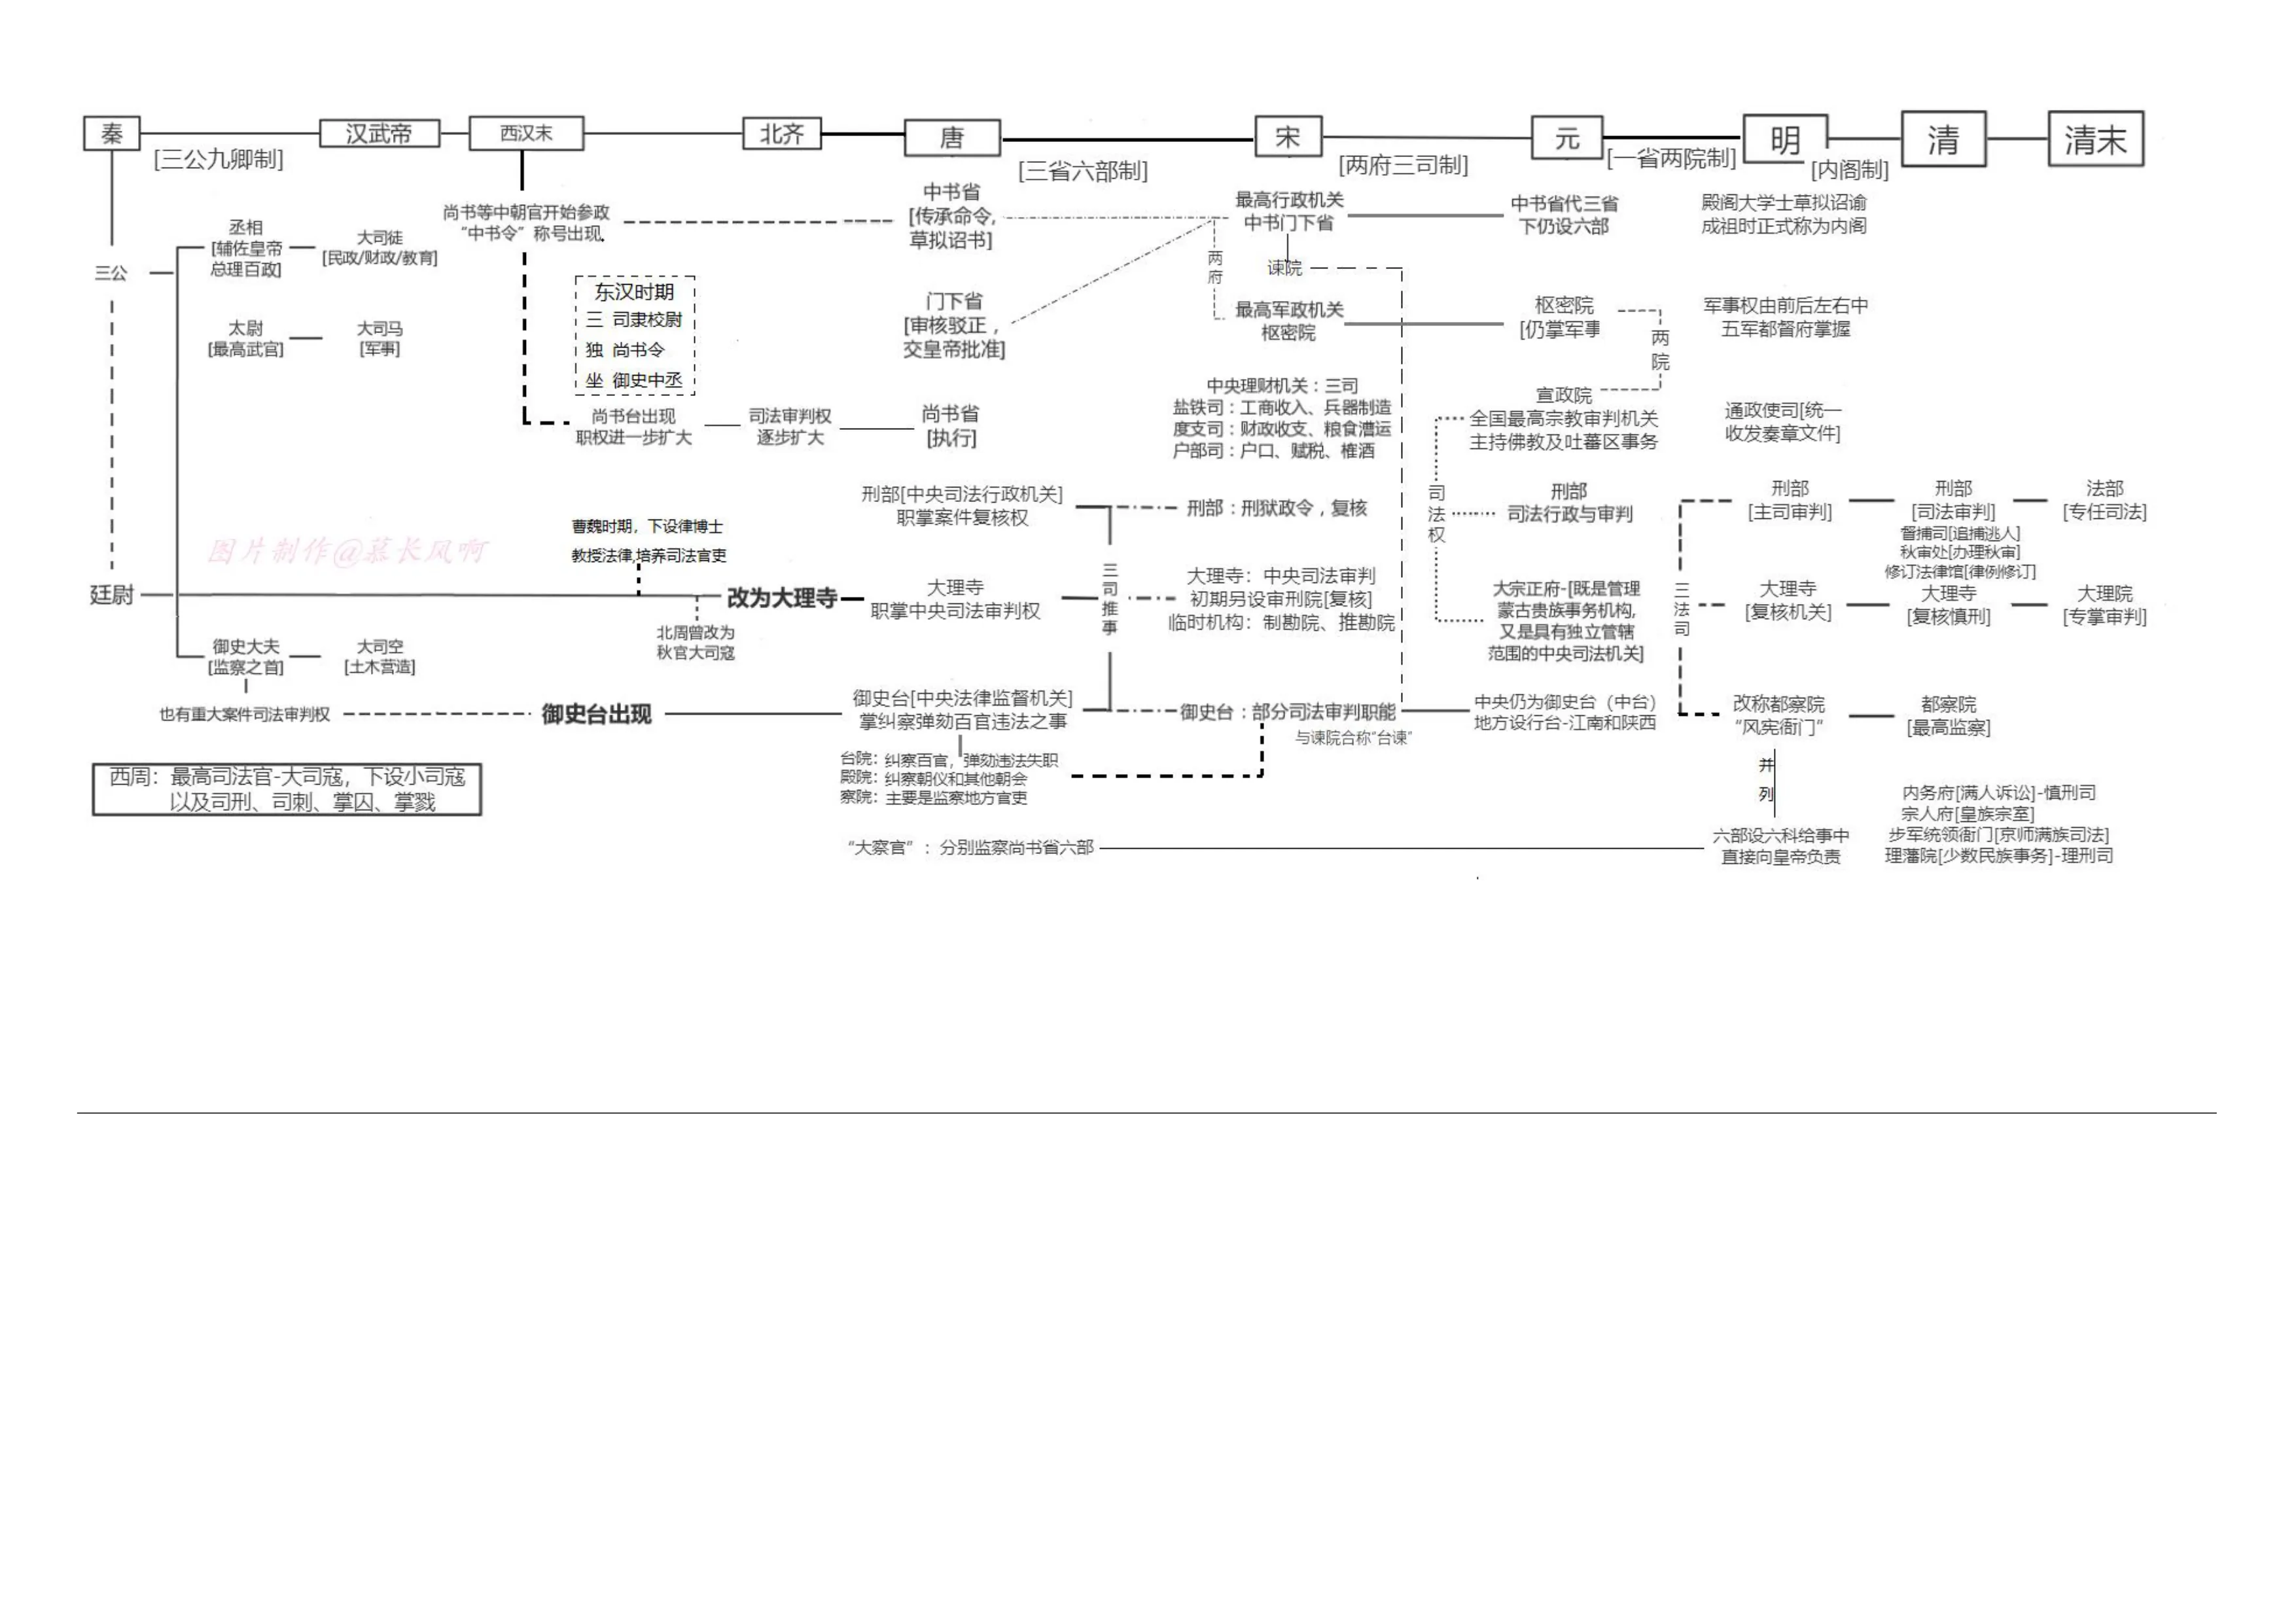 秦
汉武帝
西汉末
北齐
唐
宋
元
明
清
清末
[三公九卿制]
[三省六部制]
[两府三司制]
[一省两院制]
[内阁制]
三公
丞相
[辅佐皇帝
总理百政]
大司徒
[民政/财政/教育]
太尉
[最高武官]
大司马
[军事]
廷尉
御史大夫
[监察之首]
大司空
[土木营造]
也有重大案件司法审判权
西周：最高司法官-大司寇，下设小司寇
以及司刑、司刺、掌囚、掌戮
图片制作@慕长风啊
尚书等中朝官开始参政
“中书令”称号出现.
东汉时期
三 司隶校尉
独 尚书令
坐 御史中丞
尚书台出现
职权进一步扩大
司法审判权
逐步扩大
曹魏时期，下设律博士
教授法律,培养司法官吏
改为大理寺
北周曾改为
秋官大司寇
御史台出现
中书省
[传承命令,
草拟诏书]
门下省
[审核驳正，
交皇帝批准]
尚书省
[执行]
刑部[中央司法行政机关]
职掌案件复核权
大理寺
职掌中央司法审判权
御史台[中央法律监督机关]
掌纠察弹劾百官违法之事
台院：纠察百官，弹劾违法失职
殿院：纠察朝仪和其他朝会
察院：主要是监察地方官吏
“大察官”：分别监察尚书省六部
三司推事
最高行政机关
中书门下省
两府
谏院
最高军政机关
枢密院
中央理财机关：三司
盐铁司：工商收入、兵器制造
度支司：财政收支、粮食漕运
户部司：户口、赋税、榷酒
刑部：刑狱政令，复核
大理寺：中央司法审判
初期另设审刑院[复核]
临时机构：制勘院、推勘院
御史台：部分司法审判职能
与谏院合称“台谏”
中书省代三省
下仍设六部
枢密院
[仍掌军事
两院
宣政院
全国最高宗教审判机关
主持佛教及吐蕃区事务
司法权
刑部
司法行政与审判
大宗正府-[既是管理
蒙古贵族事务机构,
又是具有独立管辖
范围的中央司法机关]
中央仍为御史台（中台）
地方设行台-江南和陕西
殿阁大学士草拟诏谕
成祖时正式称为内阁
军事权由前后左右中
五军都督府掌握
通政使司[统一
收发奏章文件]
三法司
刑部
[主司审判]
大理寺
[复核机关]
改称都察院
“风宪衙门”
并
列
六部设六科给事中
直接向皇帝负责
刑部
[司法审判]
督捕司[追捕逃人]
秋审处[办理秋审]
修订法律馆[律例修订]
大理寺
[复核慎刑]
都察院
[最高监察]
内务府[满人诉讼]-慎刑司
宗人府[皇族宗室]
步军统领衙门[京师满族司法]
理藩院[少数民族事务]-理刑司
法部
[专任司法]
大理院
[专掌审判]